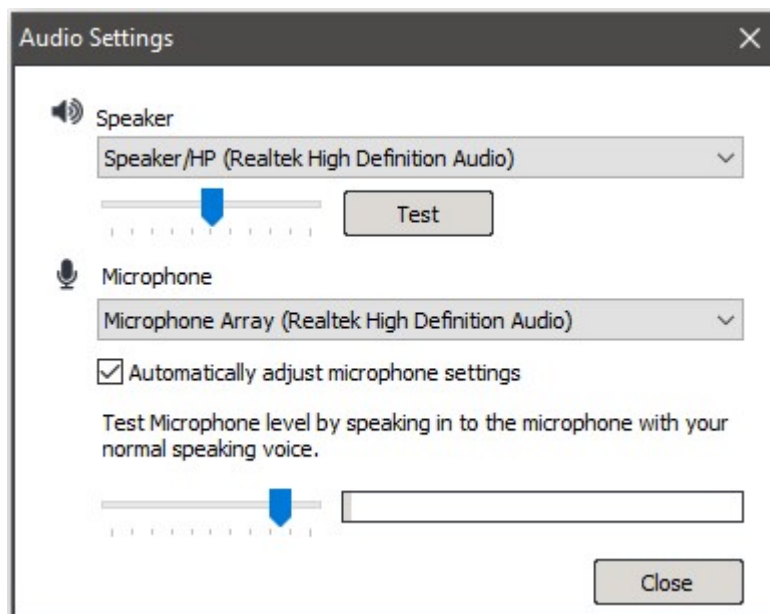 Audio Settings
Speaker
Speaker/HP (Realtek High Definition Audio)
Test
Microphone
Microphone Array (Realtek High Definition Audio)
Automatically adjust microphone settings
Test Microphone level by speaking in to the microphone with your
normal speaking voice.
Close